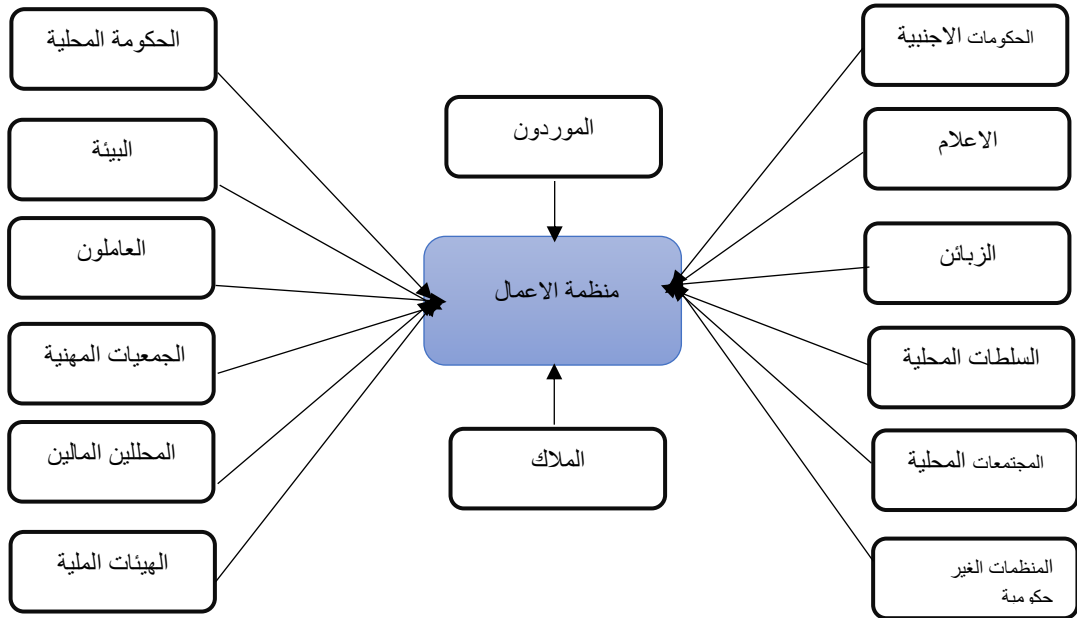 الحكومات الاجنبية
الاعلام
الزبائن
السلطات المحلية
المجتمعات المحلية
المنظمات الغير
حكومية
الموردون
منظمة الاعمال
الملاك
الحكومة المحلية
البيئة
العاملون
الجمعيات المهنية
المحللين المالين
الهيئات الملية